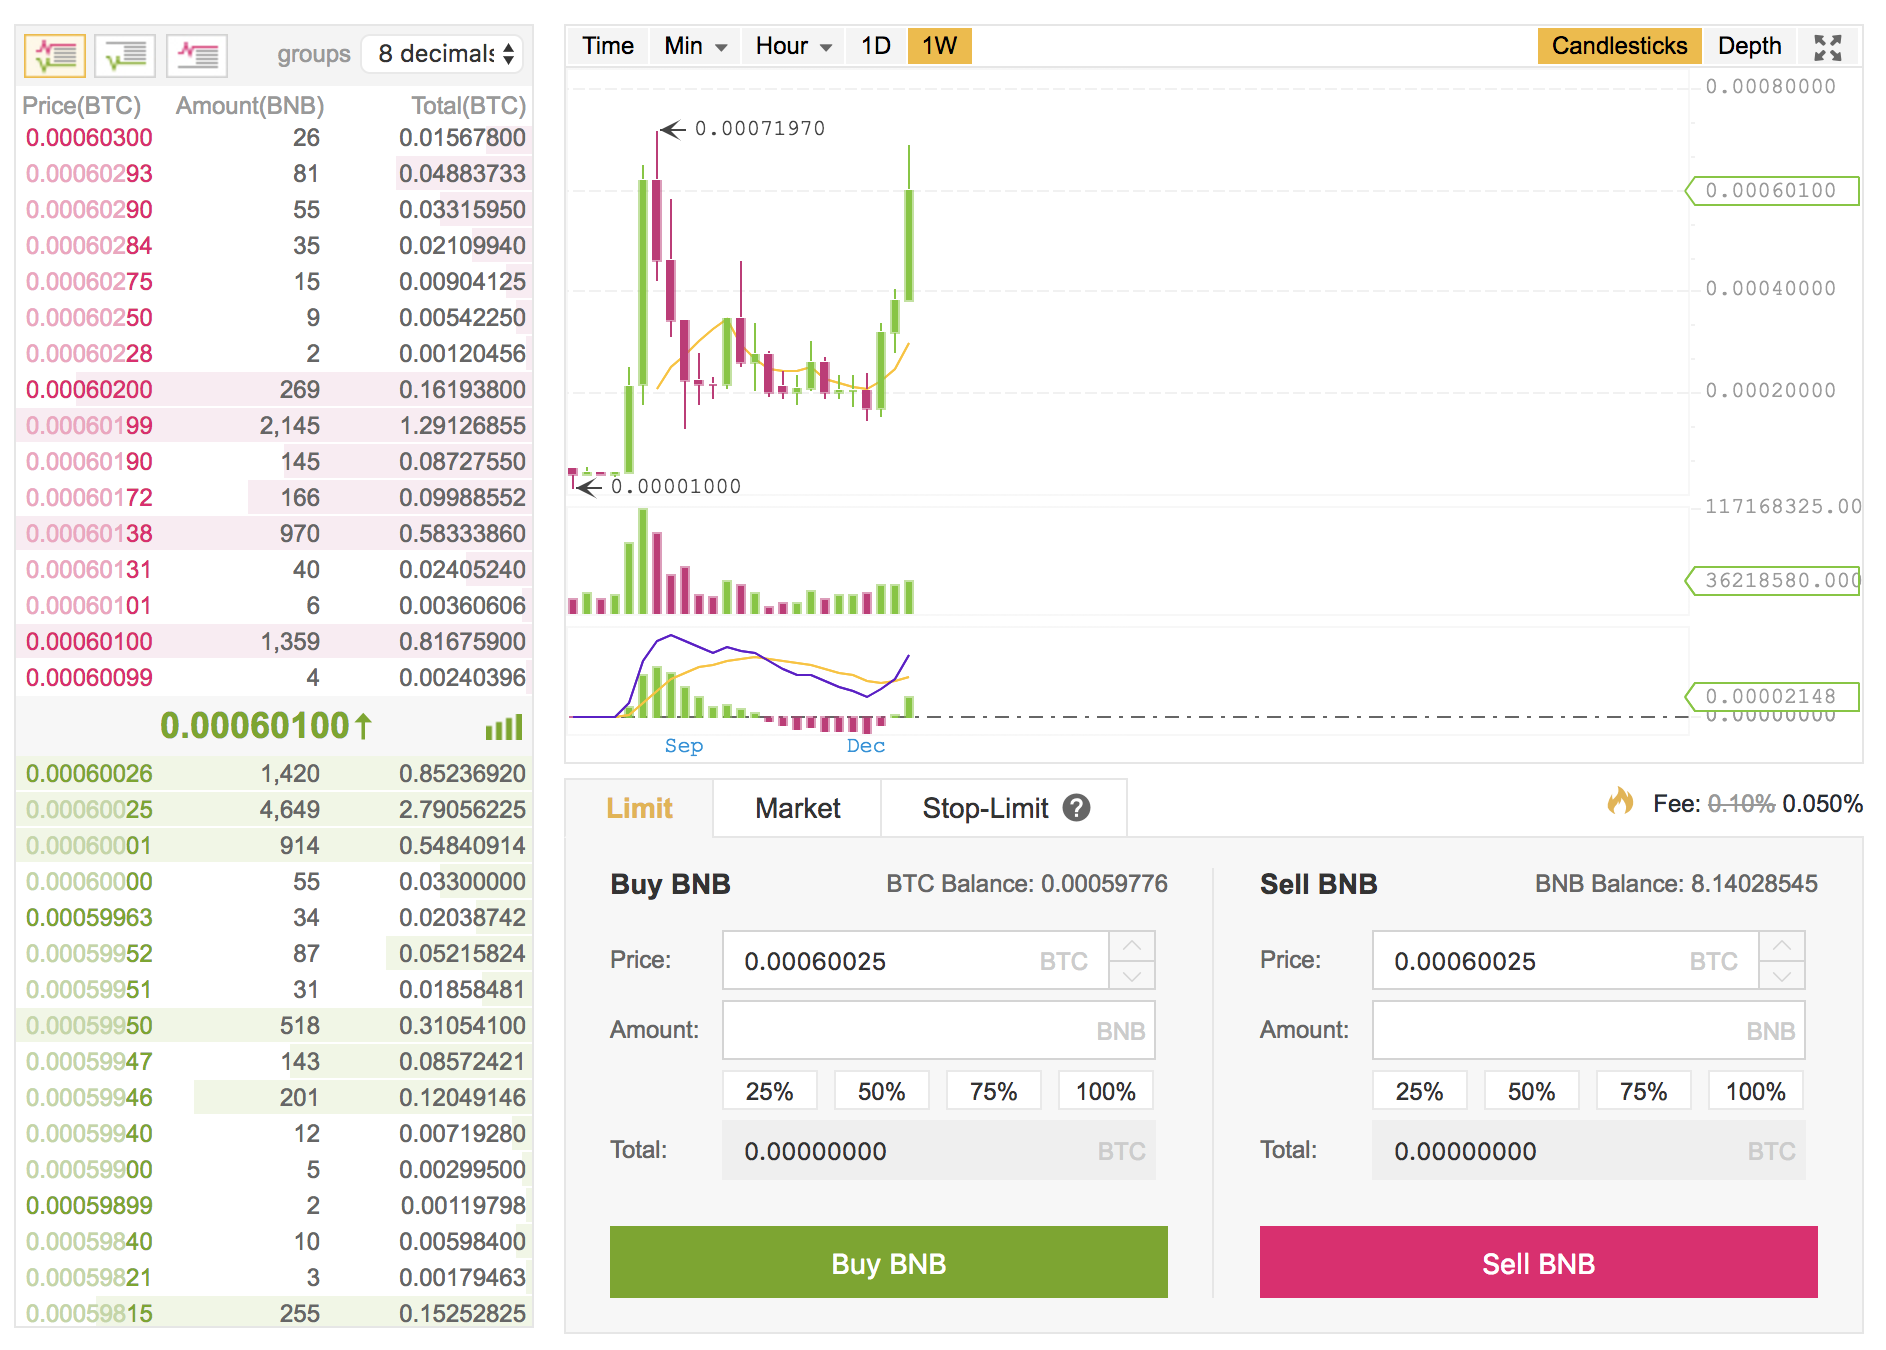 groups 8 decimals
Price(BTC) Amount(BNB) Total(BTC)
0.00060300 26 0.01567800
0.00060293 81 0.04883733
0.00060290 55 0.03315950
0.00060284 35 0.02109940
0.00060275 15 0.00904125
0.00060250 9 0.00542250
0.00060228 2 0.00120456
0.00060200 269 0.16193800
0.00060199 2,145 1.29126855
0.00060190 145 0.08727550
0.00060172 166 0.09988552
0.00060138 970 0.58333860
0.00060131 40 0.02405240
0.00060101 6 0.00360606
0.00060100 1,359 0.81675900
0.00060099 4 0.00240396
0.00060100↑
0.00060026 1,420 0.85236920
0.00060025 4,649 2.79056225
0.00060001 914 0.54840914
0.00060000 55 0.03300000
0.00059963 34 0.02038742
0.00059952 87 0.05215824
0.00059951 31 0.01858481
0.00059950 518 0.31054100
0.00059947 143 0.08572421
0.00059946 201 0.12049146
0.00059940 12 0.00719280
0.00059900 5 0.00299500
0.00059899 2 0.00119798
0.00059840 10 0.00598400
0.00059821 3 0.00179463
0.00059815 255 0.15252825
Time Min Hour 1D 1W Candlesticks Depth
0.00080000
0.00071970
0.00060100
0.00040000
0.00020000
0.00001000
117168325.00
36218580.000
0.00002148
0.00000000
Sep Dec
Limit Market Stop-Limit ? Fee: 0.10% 0.050%
Buy BNB BTC Balance: 0.00059776
Price: 0.00060025 BTC
Amount: BNB
25% 50% 75% 100%
Total: 0.00000000 BTC
Buy BNB
Sell BNB BNB Balance: 8.14028545
Price: 0.00060025 BTC
Amount: BNB
25% 50% 75% 100%
Total: 0.00000000 BTC
Sell BNB